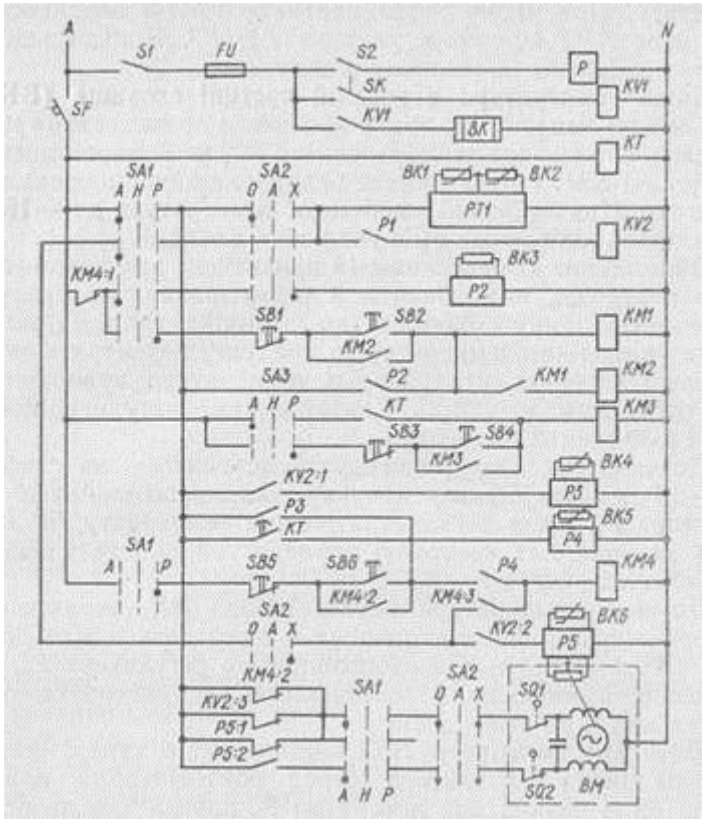 A N
S1 FU S2 P
SF SK KV1
KV1 BK
KT
SA1 SA2 BK1 BK2
A H P O A X PT1
P1 KV2
BK3
KM4:1 P2
SB1 SB2 KM1
KM2
SA3 P2 KM1 KM2
A H P KT KM3
SB3 SB4
KM3
KV2:1 BK4
P3 P3
KT BK5
P4
SA1
A P SB5 SB6 P4 KM4
KM4:2 KM4:3
SA2 BK6
O A X KV2:2 P5
KM4:2
KV2:3 SA1 SA2
P5:1 O A X SQ1
P5:2
A H P SQ2 BM